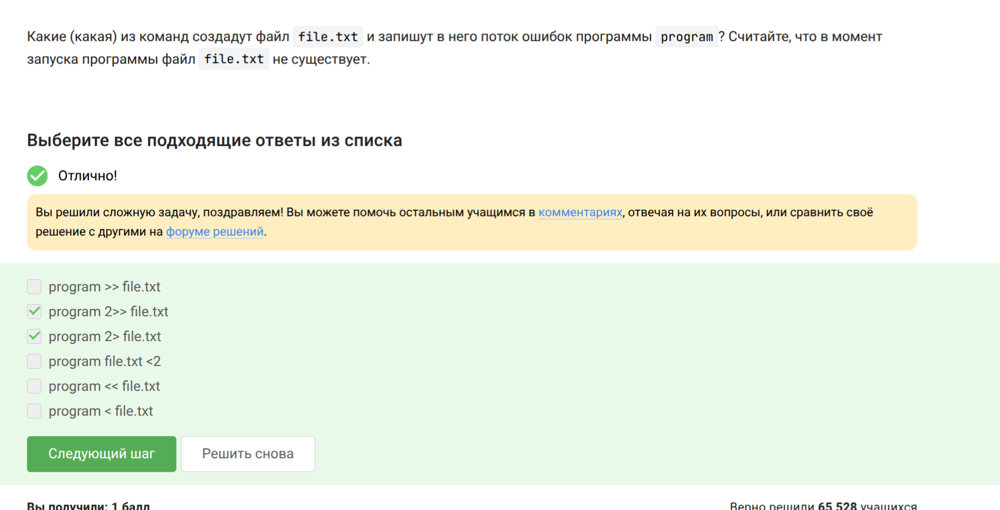 Какие (какая) из команд создадут файл file.txt и запишут в него поток ошибок программы program? Считайте, что в момент
запуска программы файл file.txt не существует.
Выберите все подходящие ответы из списка
Отлично!
Вы решили сложную задачу, поздравляем! Вы можете помочь остальным учащимся в комментариях, отвечая на их вопросы, или сравнить своё
решение с другими на форуме решений.
program >> file.txt
program 2>> file.txt
program 2> file.txt
program file.txt <2
program << file.txt
program < file.txt
Следующий шаг Решить снова
Вы получили: 1 балл Верно решили 65 528 учащихся